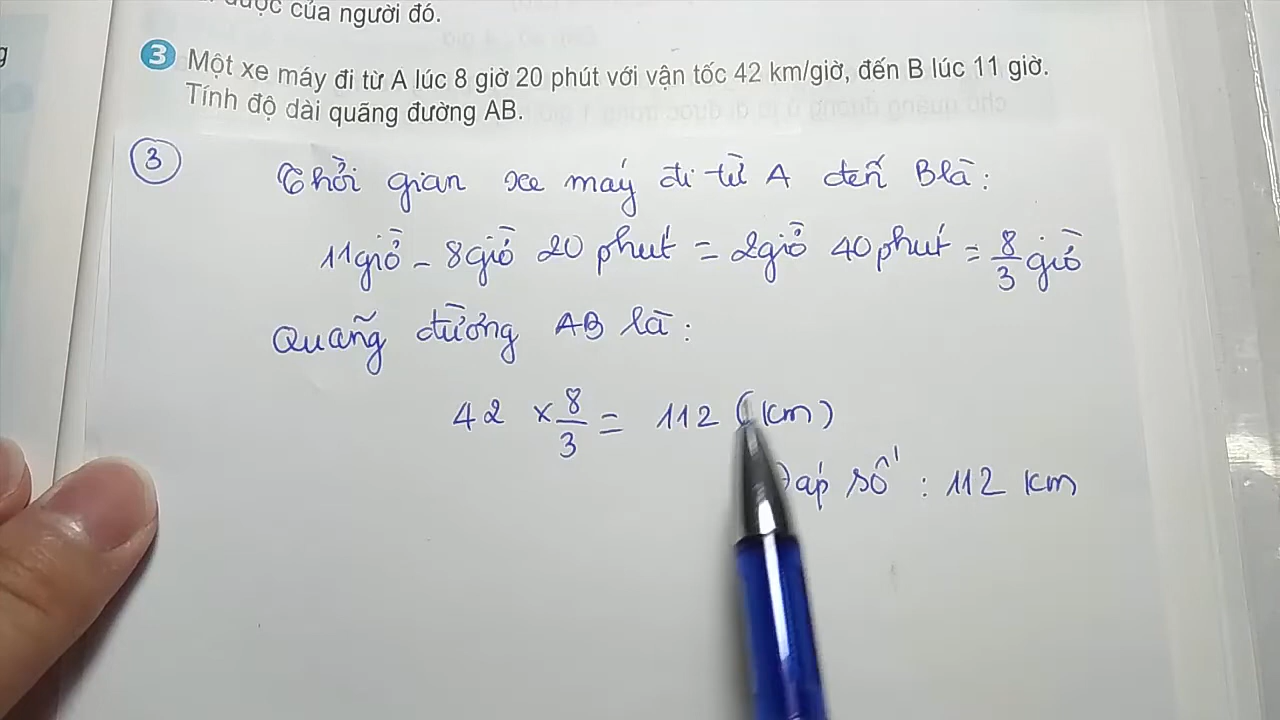 được của người đó.
3 Một xe máy đi từ A lúc 8 giờ 20 phút với vận tốc 42 km/giờ, đến B lúc 11 giờ.
Tính độ dài quãng đường AB.
3 Thời gian xe máy đi từ A đến B là:
11 giờ - 8 giờ 20 phút = 2 giờ 40 phút = 8/3 giờ
Quãng đường AB là:
42 × 8/3 = 112 (km)
Đáp số : 112 km